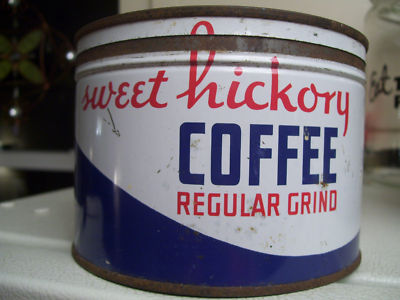 sweet hickory
COFFEE
REGULAR GRIND